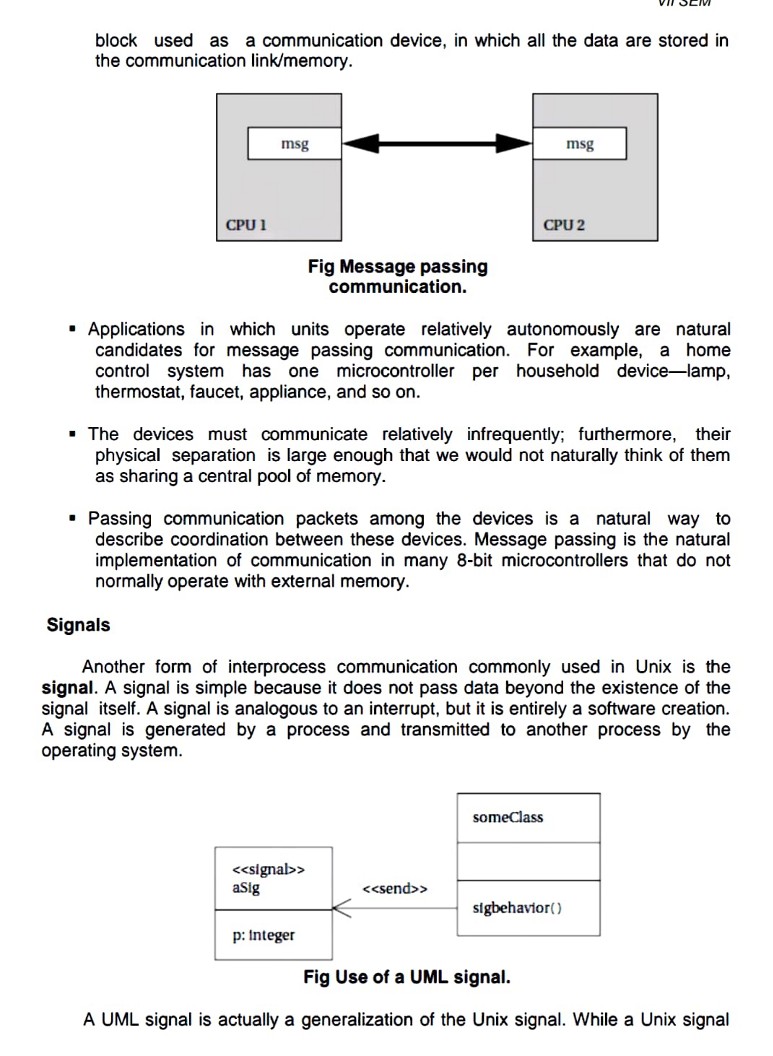 VII SEM
block used as a communication device, in which all the data are stored in
the communication link/memory.
msg
msg
CPU 1
CPU 2
Fig Message passing
communication.
▪ Applications in which units operate relatively autonomously are natural
candidates for message passing communication. For example, a home
control system has one microcontroller per household device—lamp,
thermostat, faucet, appliance, and so on.
▪ The devices must communicate relatively infrequently; furthermore, their
physical separation is large enough that we would not naturally think of them
as sharing a central pool of memory.
▪ Passing communication packets among the devices is a natural way to
describe coordination between these devices. Message passing is the natural
implementation of communication in many 8-bit microcontrollers that do not
normally operate with external memory.
Signals
Another form of interprocess communication commonly used in Unix is the
signal. A signal is simple because it does not pass data beyond the existence of the
signal itself. A signal is analogous to an interrupt, but it is entirely a software creation.
A signal is generated by a process and transmitted to another process by the
operating system.
someClass
<<signal>>
aSig
<<send>>
sigbehavior()
p: integer
Fig Use of a UML signal.
A UML signal is actually a generalization of the Unix signal. While a Unix signal